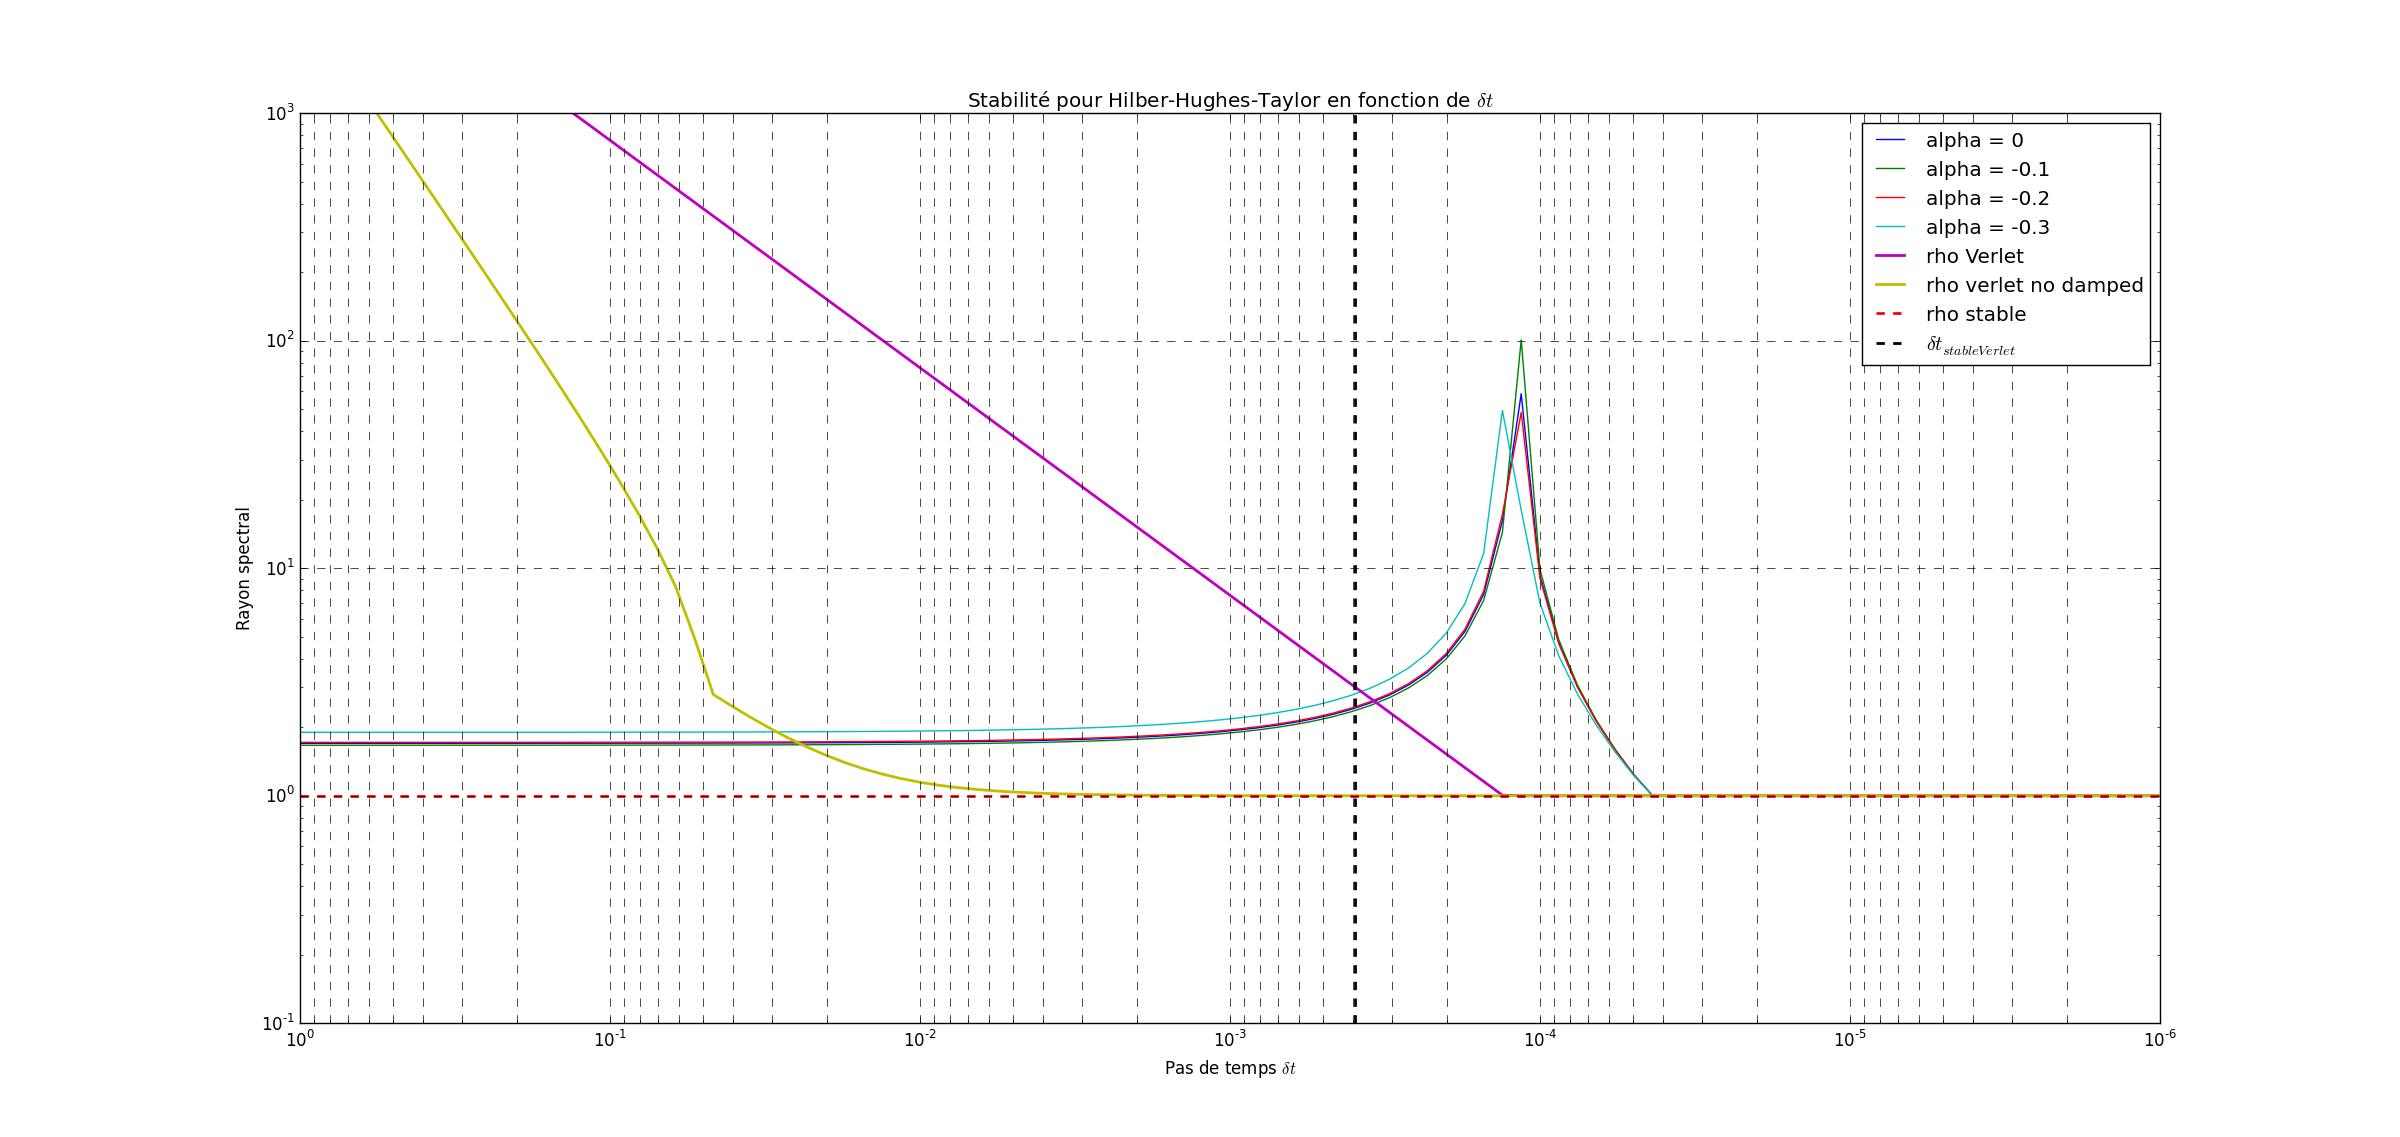 Stabilité pour Hilber-Hughes-Taylor en fonction de δt
10³
10²
10¹
10⁰
10⁻¹
Rayon spectral
alpha = 0
alpha = -0.1
alpha = -0.2
alpha = -0.3
rho Verlet
rho verlet no damped
rho stable
δt_stableVerlet
10⁰ 10⁻¹ 10⁻² 10⁻³ 10⁻⁴ 10⁻⁵ 10⁻⁶
Pas de temps δt